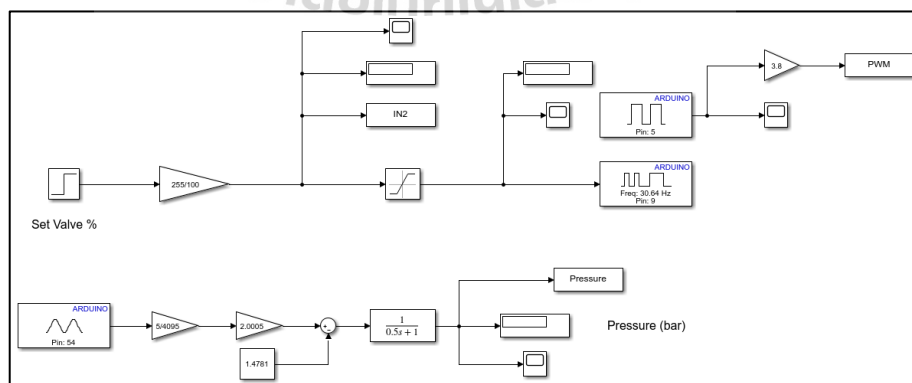 ARDUINO
3.8
PWM
IN2
Pin: 5
255/100
ARDUINO
Freq: 30.64 Hz
Pin: 9
Set Valve %
ARDUINO
Pin: 54
5/4095
2.0005
+
-
1
0.5s + 1
1.4781
Pressure
Pressure (bar)